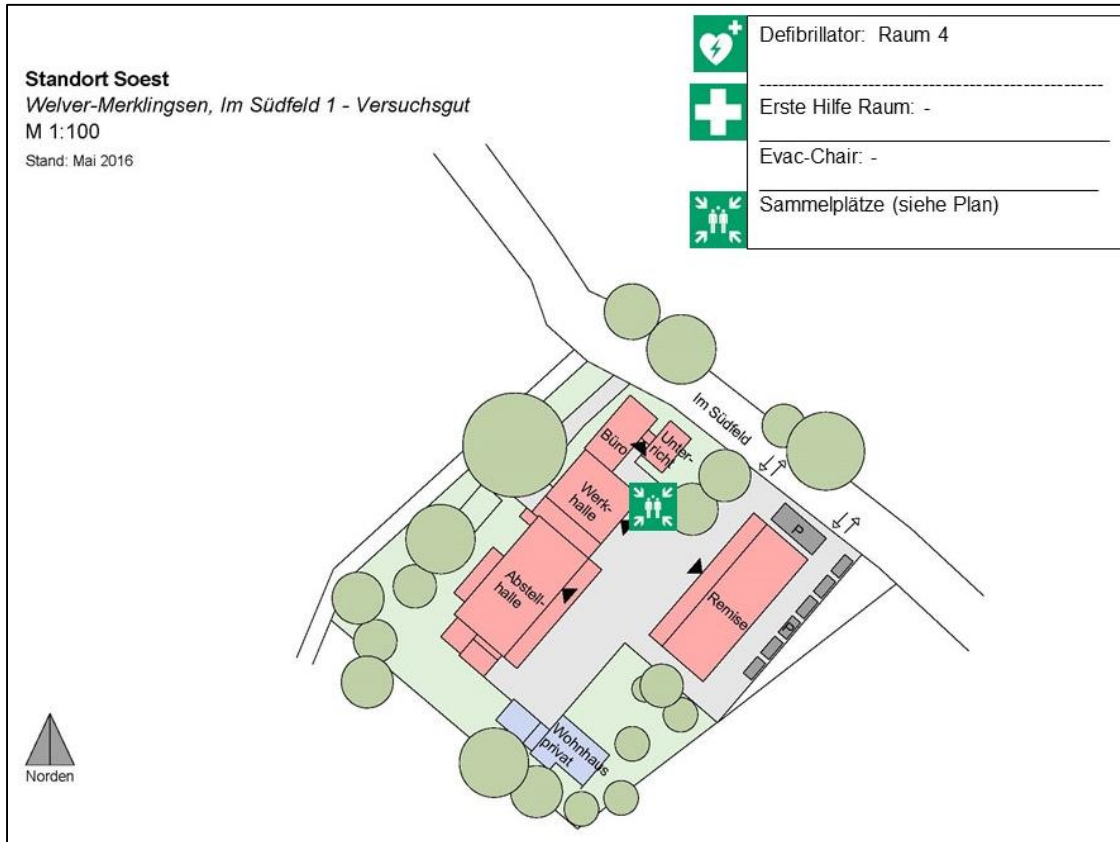 Standort Soest
Welver-Merklingsen, Im Südfeld 1 - Versuchsgut
M 1:100
Stand: Mai 2016
Defibrillator: Raum 4
Erste Hilfe Raum: -
Evac-Chair: -
Sammelplätze (siehe Plan)
Im Südfeld
Büro
Unter-
richt
Werk-
halle
Abstell-
halle
Remise
P
P
Wohnhaus
privat
Norden